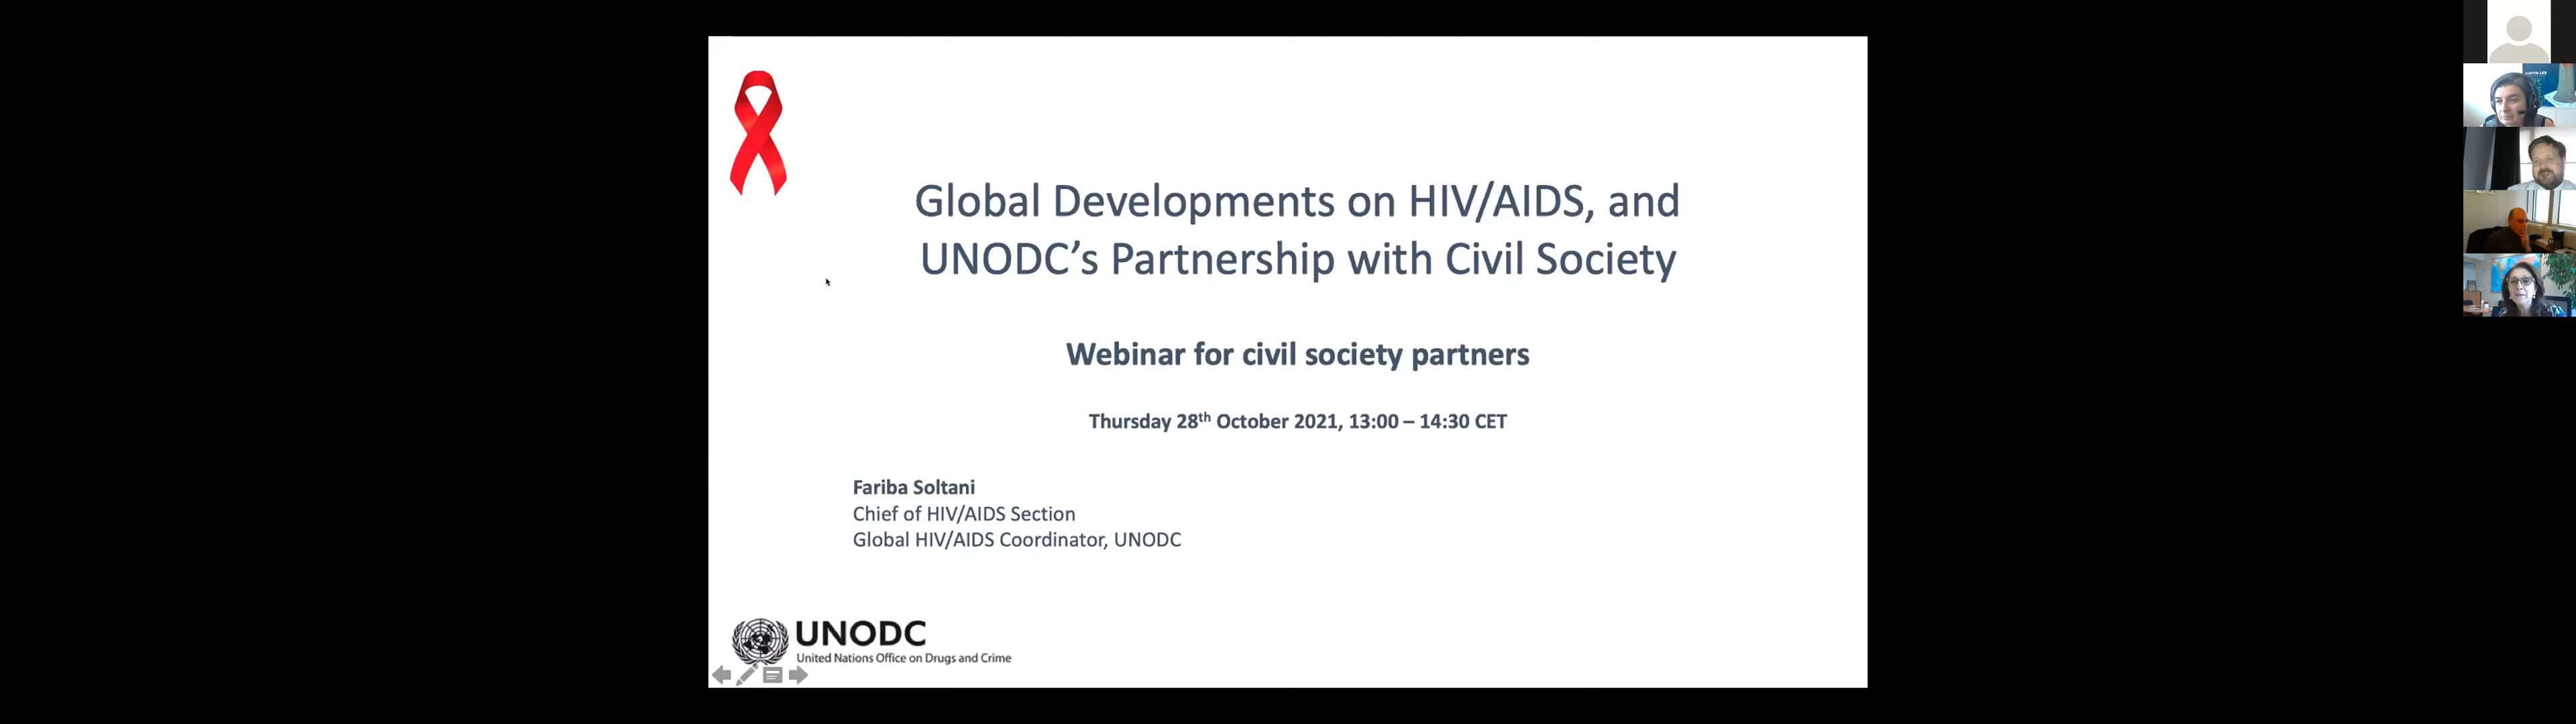 Global Developments on HIV/AIDS, and
UNODC’s Partnership with Civil Society
Webinar for civil society partners
Thursday 28th October 2021, 13:00 – 14:30 CET
Fariba Soltani
Chief of HIV/AIDS Section
Global HIV/AIDS Coordinator, UNODC
UNODC
United Nations Office on Drugs and Crime
JUSTIN LEE